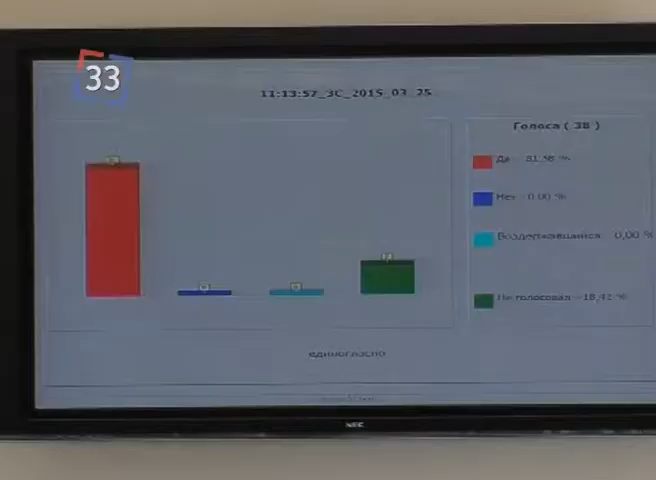 33
11:13:57_ЗС_2015_03_25
Голоса ( 38 )
Да - 81,58 %
Нет - 0,00 %
Воздержавшийся - 0,00 %
Не голосовал - 18,42 %
единогласно
NEC